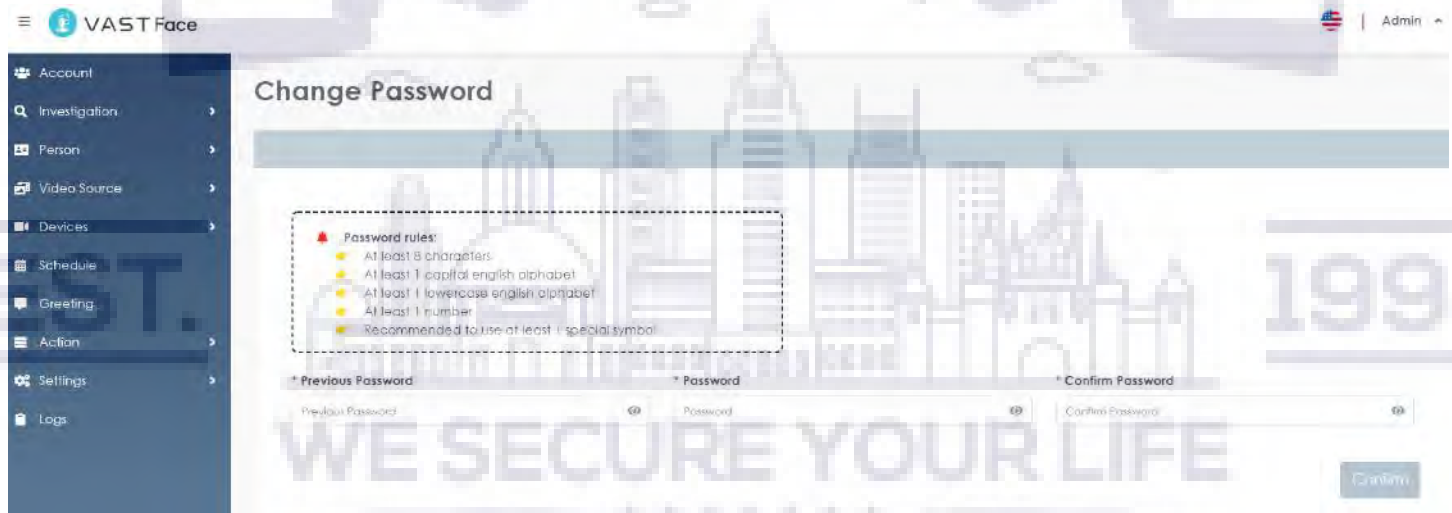 VAST Face
Admin
Account
Investigation
Person
Video Source
Devices
Schedule
Greeting
Action
Settings
Logs
Change Password
Password rules:
At least 8 characters
At least 1 capital english alphabet
At least 1 lowercase english alphabet
At least 1 number
Recommended to use at least 1 special symbol
* Previous Password
* Password
* Confirm Password
Previous Password
Password
Confirm Password
Confirm
EST.
199
WE SECURE YOUR LIFE